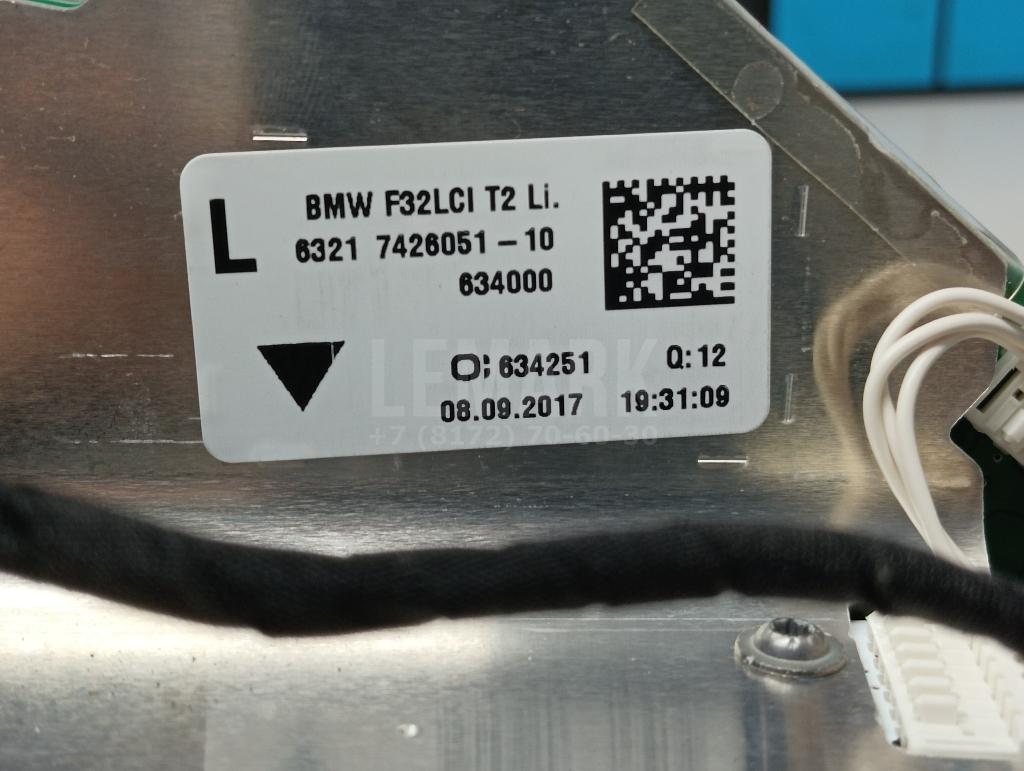 L
BMW F32LCI T2 Li.
6321 7426051-10
634000
O; 634251 Q: 12
08.09.2017 19:31:09
LEMARK
+7 (8172) 70-60-30